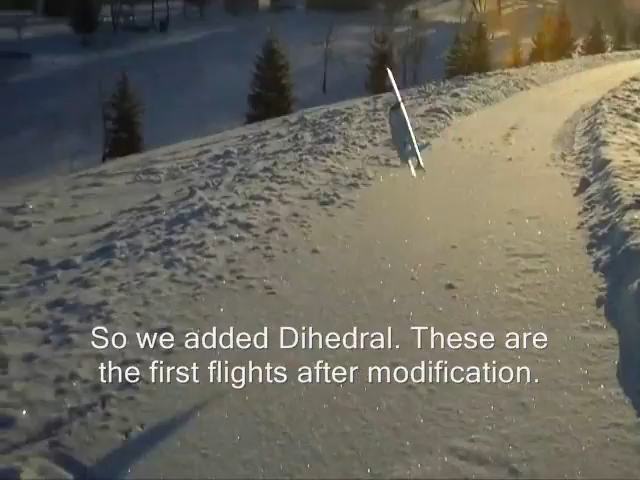 So we added Dihedral. These are
the first flights after modification.